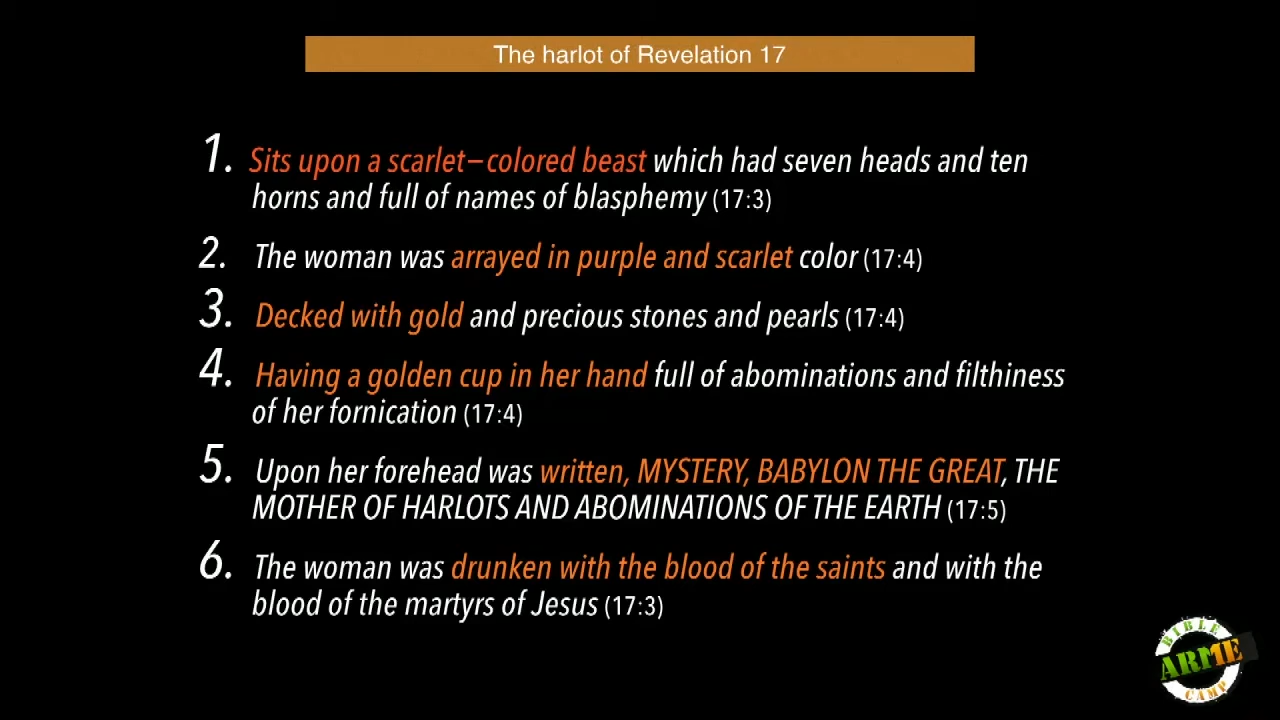 The harlot of Revelation 17
1. Sits upon a scarlet–colored beast which had seven heads and ten
horns and full of names of blasphemy (17:3)
2. The woman was arrayed in purple and scarlet color (17:4)
3. Decked with gold and precious stones and pearls (17:4)
4. Having a golden cup in her hand full of abominations and filthiness
of her fornication (17:4)
5. Upon her forehead was written, MYSTERY, BABYLON THE GREAT, THE
MOTHER OF HARLOTS AND ABOMINATIONS OF THE EARTH (17:5)
6. The woman was drunken with the blood of the saints and with the
blood of the martyrs of Jesus (17:3)
BIBLE
ARME
CAMP